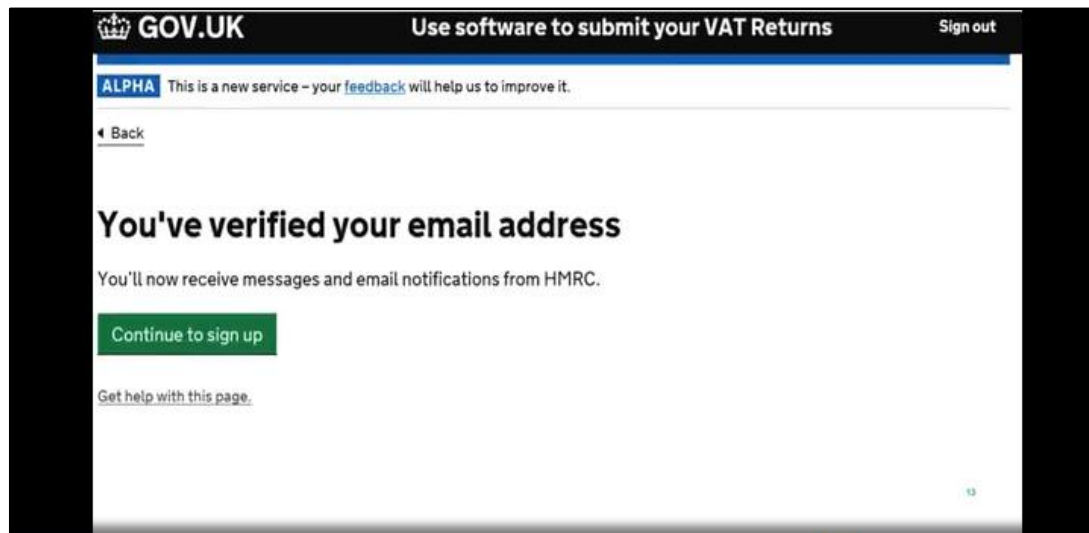 GOV.UK Use software to submit your VAT Returns Sign out
ALPHA This is a new service – your feedback will help us to improve it.
Back
You've verified your email address
You'll now receive messages and email notifications from HMRC.
Continue to sign up
Get help with this page.
13